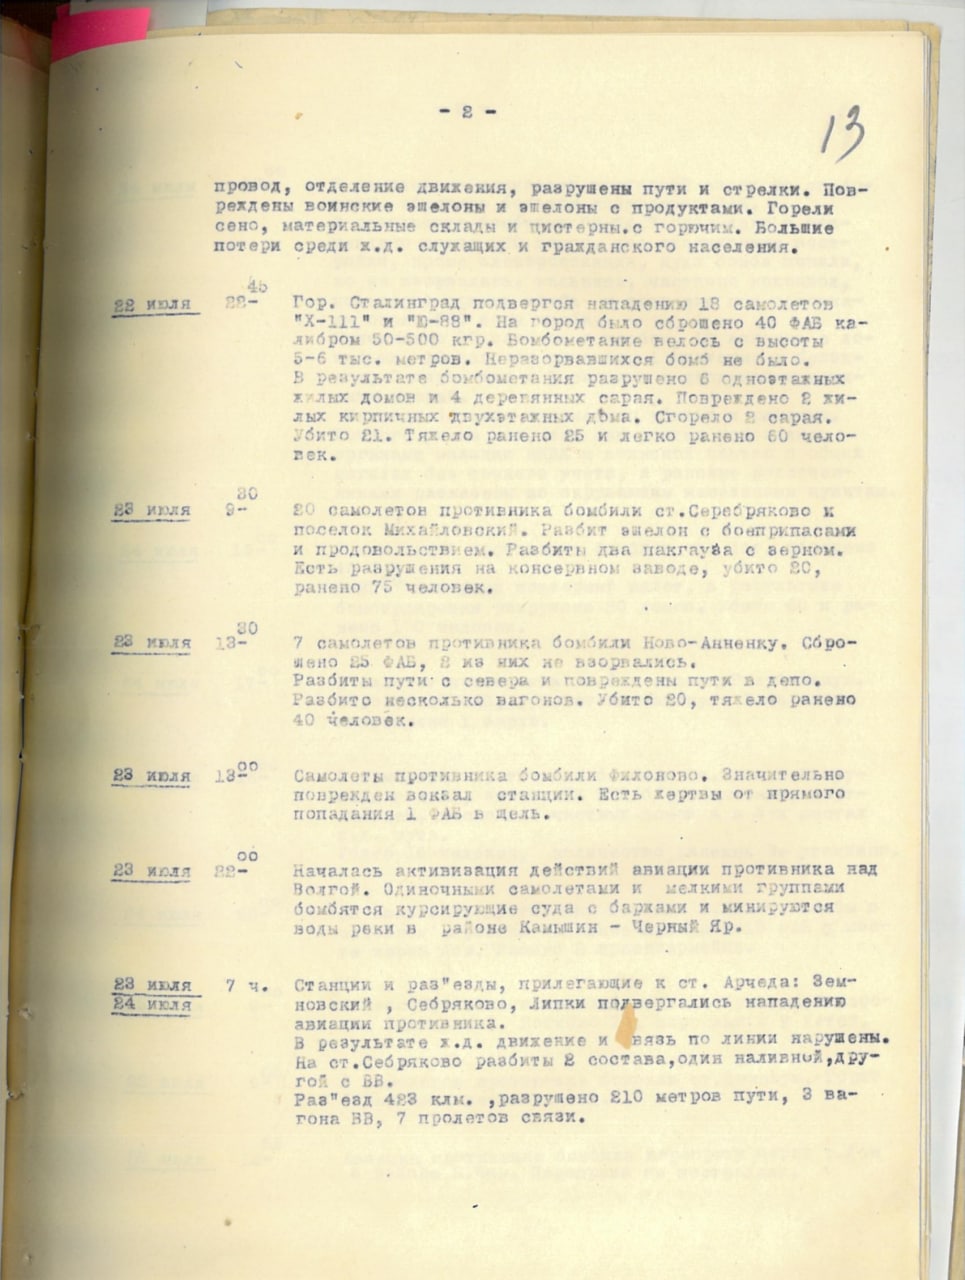 - 2 -
13
провод, отделение движения, разрушены пути и стрелки. Пов-
реждены воинские эшелоны и эшелоны с продуктами. Горели
сено, материальные склады и цистерны.с горючим. Большие
потери среди ж.д. служащих и гражданского населения.
22 июля 22-45 Гор. Сталинград подвергся нападению 18 самолетов
"Х-111" и "Ю-88". На город было сброшено 40 ФАБ ка-
либром 50-500 кгр. Бомбометание велось с высоты
5-6 тыс. метров. Неразорвавшихся бомб не было.
В результате бомбометания разрушено 6 одноэтажных
жилых домов и 4 деревянных сарая. Повреждено 2 жи-
лых кирпичных двухэтажных дома. Сгорело 2 сарая.
Убито 21. Тяжело ранено 25 и легко ранено 60 чело-
век.
23 июля 9-30 20 самолетов противника бомбили ст.Серебряково и
поселок Михайловский. Разбит эшелон с боеприпасами
и продовольствием. Разбиты два пакгауза с зерном.
Есть разрушения на консервном заводе, убито 20,
ранено 75 человек.
23 июля 13-30 7 самолетов противника бомбили Ново-Анненку. Сбро-
шено 25 ФАБ, 2 из них не взорвались.
Разбиты пути с севера и повреждены пути в депо.
Разбито несколько вагонов. Убито 20, тяжело ранено
40 человек.
23 июля 13-00 Самолеты противника бомбили Филоново. Значительно
поврежден вокзал станции. Есть жертвы от прямого
попадания 1 ФАБ в щель.
23 июля 22-00 Началась активизация действий авиации противника над
Волгой. Одиночными самолетами и мелкими группами
бомбятся курсирующие суда с баржами и минируются
воды реки в районе Камышин - Черный Яр.
23 июля 7 ч. Станции и раз"езды, прилегающие к ст. Арчеда: Зем-
24 июля новский , Себряково, Липки подвергались нападению
авиации противника.
В результате ж.д. движение и вязь по линии нарушены.
На ст.Себряково разбиты 2 состава,один наливной,дру-
гой с ВВ.
Раз"езд 423 клм. ,разрушено 210 метров пути, 3 ва-
гона ВВ, 7 пролетов связи.